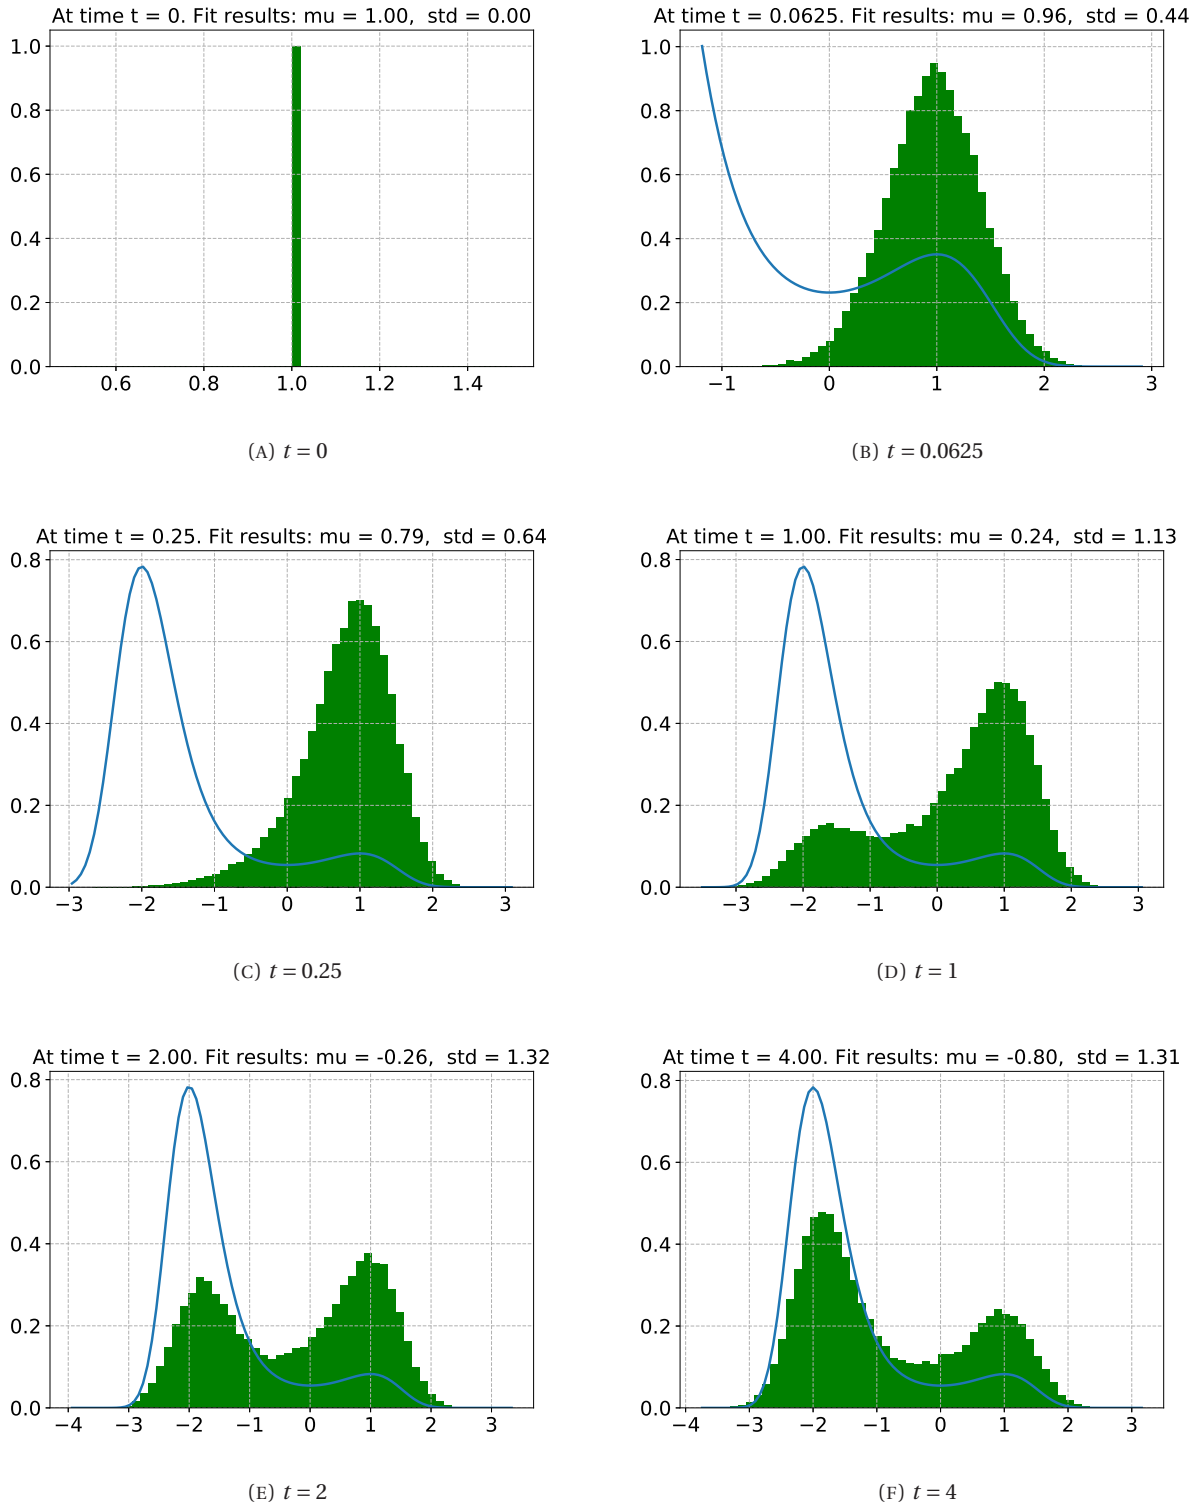 At time t = 0. Fit results: mu = 1.00, std = 0.00
1.0
0.8
0.6
0.4
0.2
0.0
0.6 0.8 1.0 1.2 1.4
(A) t = 0
At time t = 0.0625. Fit results: mu = 0.96, std = 0.44
1.0
0.8
0.6
0.4
0.2
0.0
−1 0 1 2 3
(B) t = 0.0625
At time t = 0.25. Fit results: mu = 0.79, std = 0.64
0.8
0.6
0.4
0.2
0.0
−3 −2 −1 0 1 2 3
(C) t = 0.25
At time t = 1.00. Fit results: mu = 0.24, std = 1.13
0.8
0.6
0.4
0.2
0.0
−3 −2 −1 0 1 2 3
(D) t = 1
At time t = 2.00. Fit results: mu = -0.26, std = 1.32
0.8
0.6
0.4
0.2
0.0
−4 −3 −2 −1 0 1 2 3
(E) t = 2
At time t = 4.00. Fit results: mu = -0.80, std = 1.31
0.8
0.6
0.4
0.2
0.0
−4 −3 −2 −1 0 1 2 3
(F) t = 4